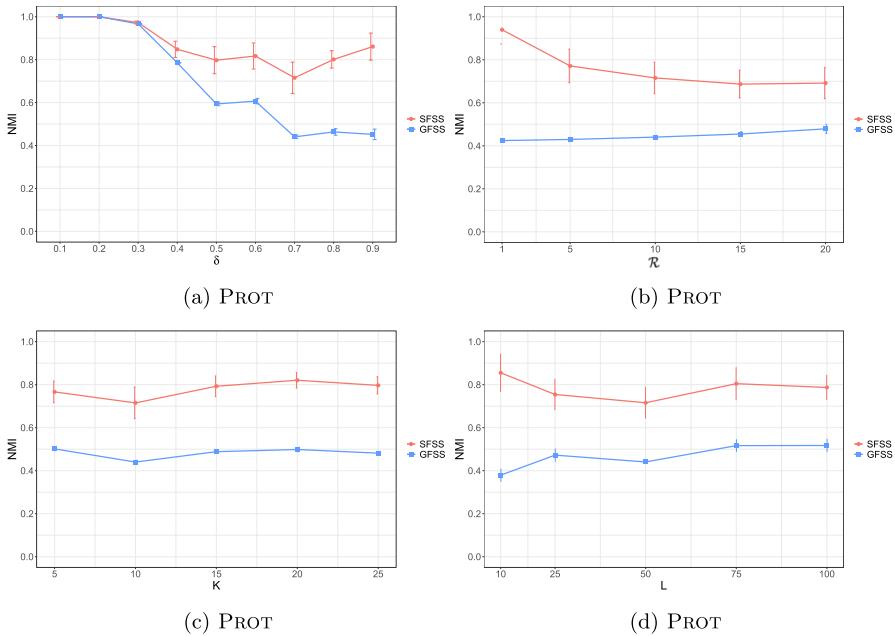 1.0
0.8
0.6
0.4
0.2
0.0
NMI
0.1 0.2 0.3 0.4 0.5 0.6 0.7 0.8 0.9
δ
SFSS
GFSS
(a) PROT
1.0
0.8
0.6
0.4
0.2
0.0
NMI
1 5 10 15 20
ℛ
SFSS
GFSS
(b) PROT
1.0
0.8
0.6
0.4
0.2
0.0
NMI
5 10 15 20 25
K
SFSS
GFSS
(c) PROT
1.0
0.8
0.6
0.4
0.2
0.0
NMI
10 25 50 75 100
L
SFSS
GFSS
(d) PROT